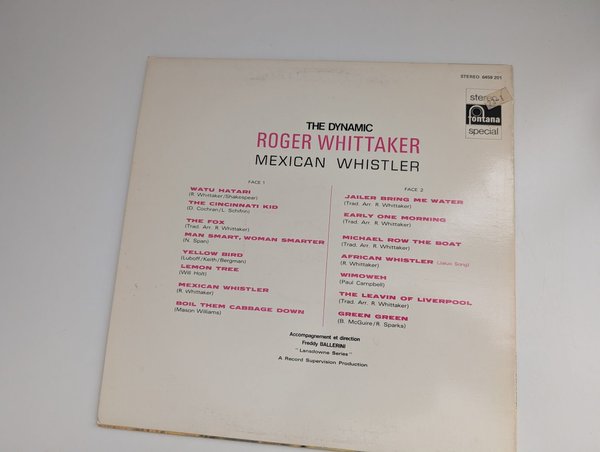 STEREO 6459 201
stereo
fontana
special
THE DYNAMIC
ROGER WHITTAKER
MEXICAN WHISTLER
FACE 1
WATU HATARI
(R. Whittaker/Shakespear)
THE CINCINNATI KID
(D. Cochran/L. Schifrin)
THE FOX
(Trad. Arr. R. Whittaker)
MAN SMART, WOMAN SMARTER
(N. Span)
YELLOW BIRD
(Luboff/Keith/Bergman)
LEMON TREE
(Will Holt)
MEXICAN WHISTLER
(R. Whittaker)
BOIL THEM CABBAGE DOWN
(Mason Williams)
FACE 2
JAILER BRING ME WATER
(Trad. Arr. R. Whittaker)
EARLY ONE MORNING
(Trad. Arr. R. Whittaker)
MICHAEL ROW THE BOAT
(Trad. Arr. R. Whittaker)
AFRICAN WHISTLER (Jaluo Song)
(R. Whittaker)
WIMOWEH
(Paul Campbell)
THE LEAVIN OF LIVERPOOL
(Trad. Arr. R. Whittaker)
GREEN GREEN
(B. McGuire/R. Sparks)
Accompagnement et direction
Freddy BALLERINI
"Lansdowne Series"
A Record Supervision Production